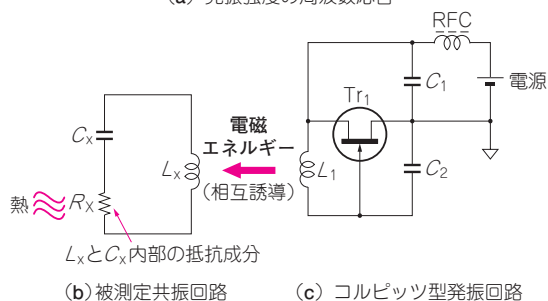 (a) 発振強度の周波数応答
RFC
C1
電源
Tr1
電磁
エネルギー
(相互誘導)
Cx
Lx
L1
C2
熱
Rx
LxとCx内部の抵抗成分
(b)被測定共振回路
(c) コルピッツ型発振回路